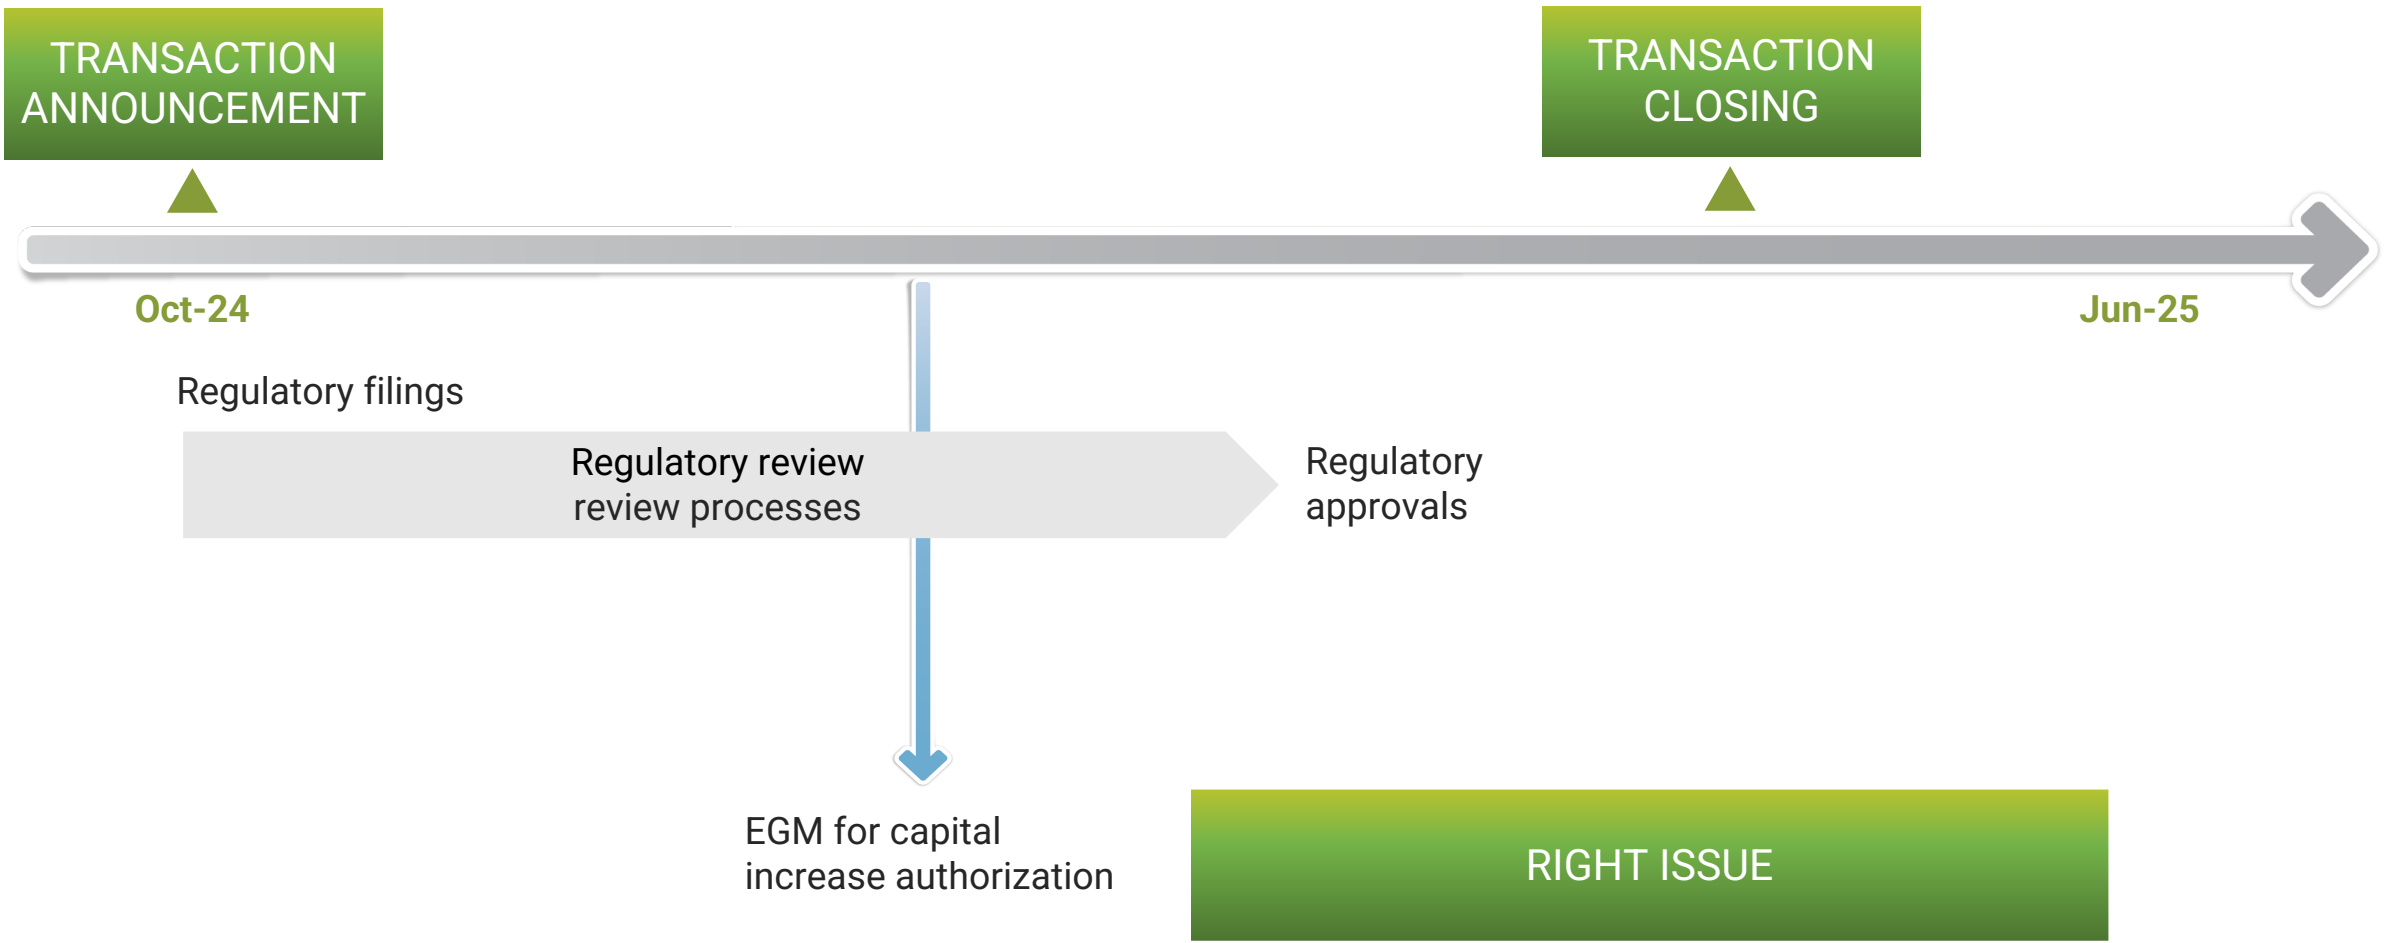 TRANSACTION
ANNOUNCEMENT
TRANSACTION
CLOSING
Oct-24
Jun-25
Regulatory filings
Regulatory review
review processes
Regulatory
approvals
EGM for capital
increase authorization
RIGHT ISSUE